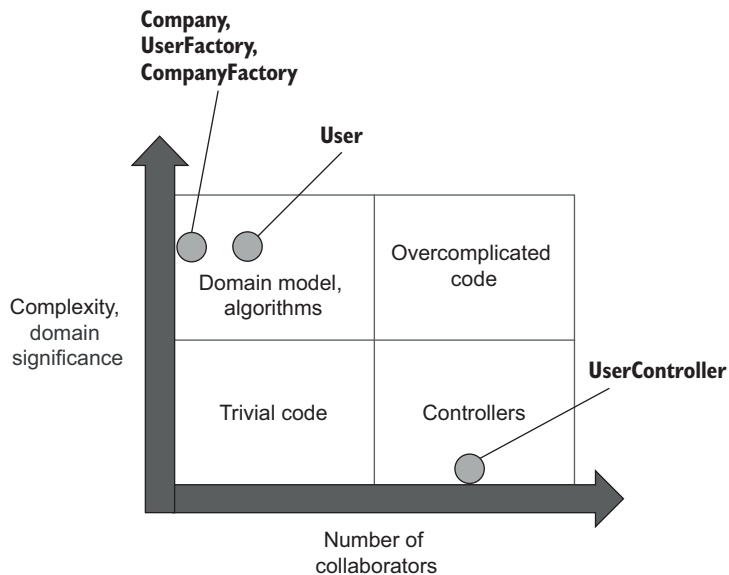 Company,
UserFactory,
CompanyFactory
User
Overcomplicated
code
Domain model,
algorithms
Complexity,
domain
significance
UserController
Trivial code
Controllers
Number of
collaborators